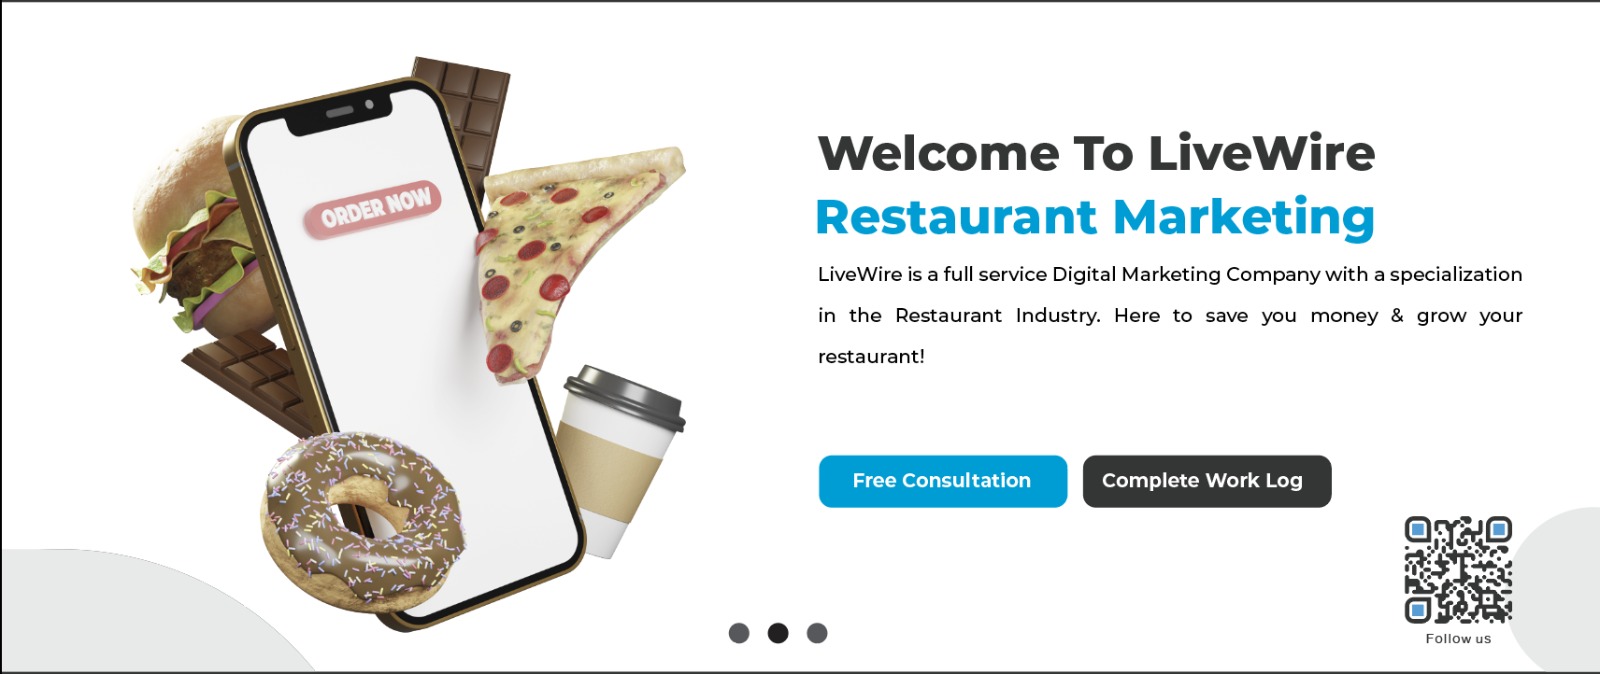 ORDER NOW
Welcome To LiveWire
Restaurant Marketing
LiveWire is a full service Digital Marketing Company with a specialization
in the Restaurant Industry. Here to save you money & grow your
restaurant!
Free Consultation
Complete Work Log
Follow us